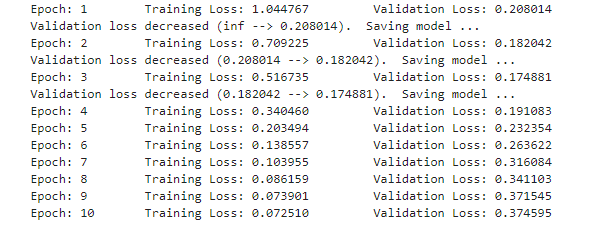 Epoch: 1 Training Loss: 1.044767 Validation Loss: 0.208014
Validation loss decreased (inf --> 0.208014). Saving model ...
Epoch: 2 Training Loss: 0.709225 Validation Loss: 0.182042
Validation loss decreased (0.208014 --> 0.182042). Saving model ...
Epoch: 3 Training Loss: 0.516735 Validation Loss: 0.174881
Validation loss decreased (0.182042 --> 0.174881). Saving model ...
Epoch: 4 Training Loss: 0.340460 Validation Loss: 0.191083
Epoch: 5 Training Loss: 0.203494 Validation Loss: 0.232354
Epoch: 6 Training Loss: 0.138557 Validation Loss: 0.263622
Epoch: 7 Training Loss: 0.103955 Validation Loss: 0.316084
Epoch: 8 Training Loss: 0.086159 Validation Loss: 0.341103
Epoch: 9 Training Loss: 0.073901 Validation Loss: 0.371545
Epoch: 10 Training Loss: 0.072510 Validation Loss: 0.374595